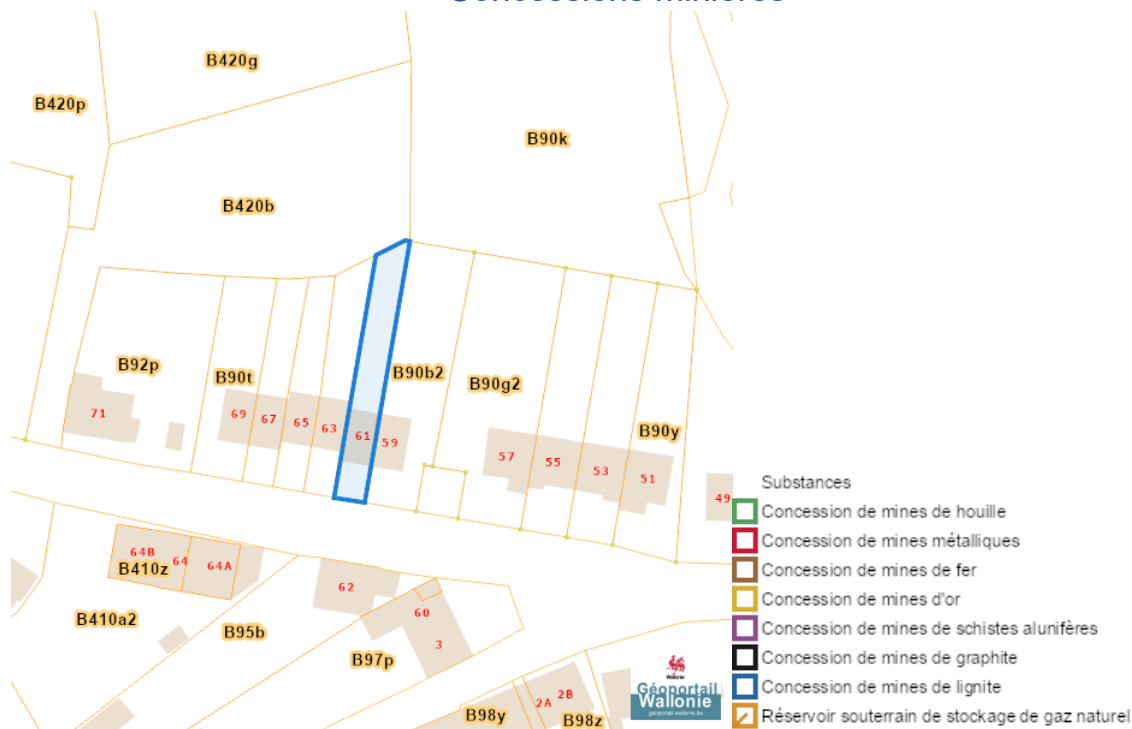 Concessions minières
B420g
B420p
B90k
B420b
B92p
B90t
B90b2
B90g2
B90y
71
69
67
65
63
61
59
57
55
53
51
49
64B
64
64A
B410z
B410a2
62
60
3
B95b
B97p
B98y
2A
2B
B98z
Wallonie
Géoportail
Wallonie
geoportail.wallonie.be
Substances
Concession de mines de houille
Concession de mines métalliques
Concession de mines de fer
Concession de mines d'or
Concession de mines de schistes alunifères
Concession de mines de graphite
Concession de mines de lignite
Réservoir souterrain de stockage de gaz naturel